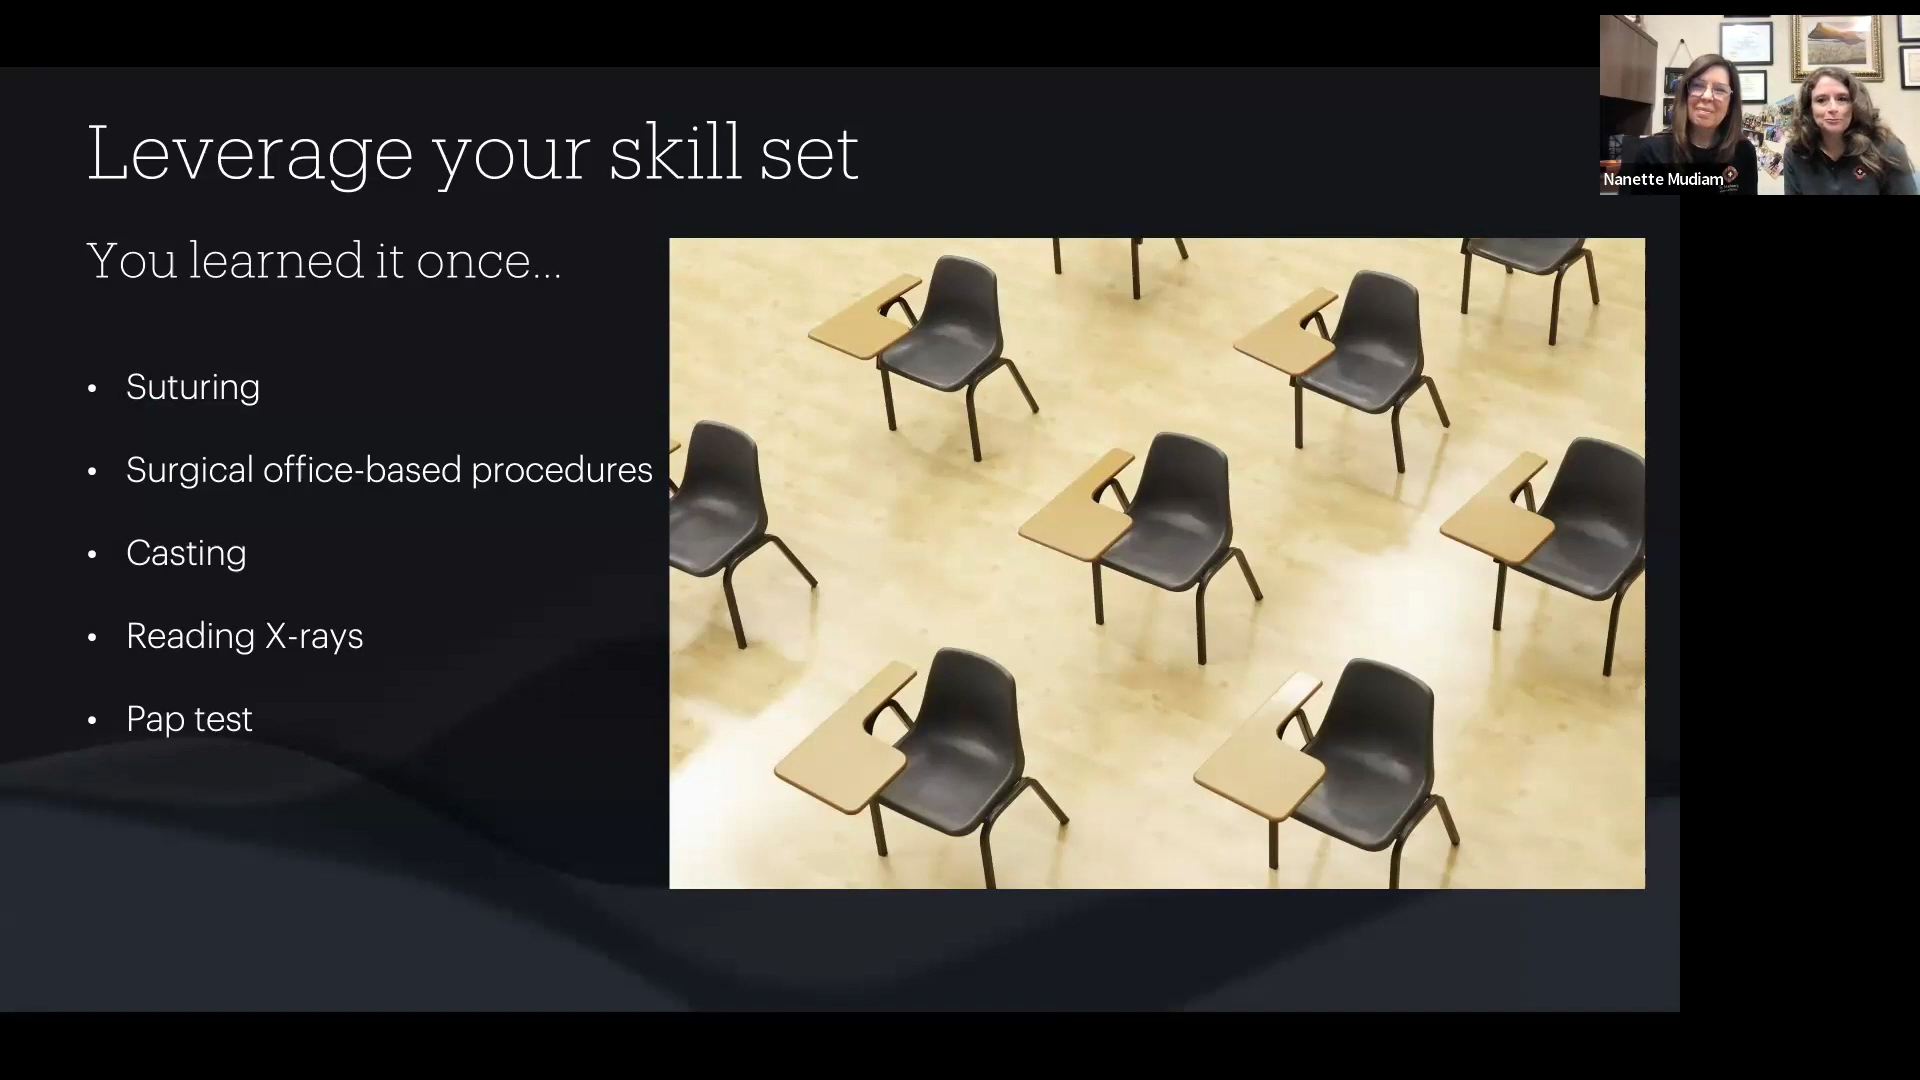 Leverage your skill set
You learned it once...
• Suturing
• Surgical office-based procedures
• Casting
• Reading X-rays
• Pap test
Nanette Mudiam